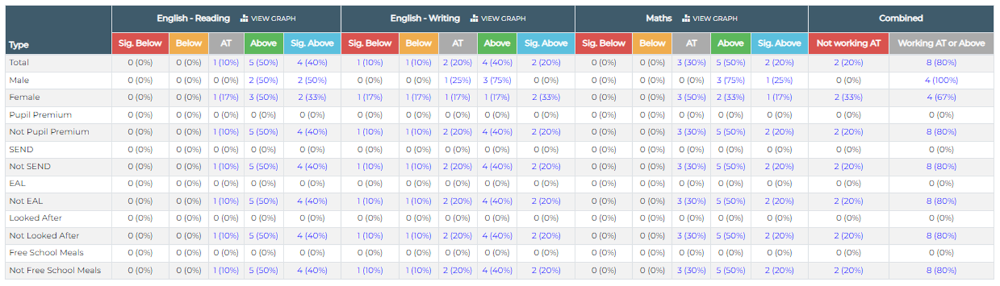 English - Reading VIEW GRAPH English - Writing VIEW GRAPH Maths VIEW GRAPH Combined
Type Sig. Below Below AT Above Sig. Above Sig. Below Below AT Above Sig. Above Sig. Below Below AT Above Sig. Above Not working AT Working AT or Above
Total 0 (0%) 0 (0%) 1 (10%) 5 (50%) 4 (40%) 1 (10%) 1 (10%) 2 (20%) 4 (40%) 2 (20%) 0 (0%) 0 (0%) 3 (30%) 5 (50%) 2 (20%) 2 (20%) 8 (80%)
Male 0 (0%) 0 (0%) 0 (0%) 2 (50%) 2 (50%) 0 (0%) 0 (0%) 1 (25%) 3 (75%) 0 (0%) 0 (0%) 0 (0%) 0 (0%) 3 (75%) 1 (25%) 0 (0%) 4 (100%)
Female 0 (0%) 0 (0%) 1 (17%) 3 (50%) 2 (33%) 1 (17%) 1 (17%) 1 (17%) 1 (17%) 2 (33%) 0 (0%) 0 (0%) 3 (50%) 2 (33%) 1 (17%) 2 (33%) 4 (67%)
Pupil Premium 0 (0%) 0 (0%) 0 (0%) 0 (0%) 0 (0%) 0 (0%) 0 (0%) 0 (0%) 0 (0%) 0 (0%) 0 (0%) 0 (0%) 0 (0%) 0 (0%) 0 (0%) 0 (0%) 0 (0%)
Not Pupil Premium 0 (0%) 0 (0%) 1 (10%) 5 (50%) 4 (40%) 1 (10%) 1 (10%) 2 (20%) 4 (40%) 2 (20%) 0 (0%) 0 (0%) 3 (30%) 5 (50%) 2 (20%) 2 (20%) 8 (80%)
SEND 0 (0%) 0 (0%) 0 (0%) 0 (0%) 0 (0%) 0 (0%) 0 (0%) 0 (0%) 0 (0%) 0 (0%) 0 (0%) 0 (0%) 0 (0%) 0 (0%) 0 (0%) 0 (0%) 0 (0%)
Not SEND 0 (0%) 0 (0%) 1 (10%) 5 (50%) 4 (40%) 1 (10%) 1 (10%) 2 (20%) 4 (40%) 2 (20%) 0 (0%) 0 (0%) 3 (30%) 5 (50%) 2 (20%) 2 (20%) 8 (80%)
EAL 0 (0%) 0 (0%) 0 (0%) 0 (0%) 0 (0%) 0 (0%) 0 (0%) 0 (0%) 0 (0%) 0 (0%) 0 (0%) 0 (0%) 0 (0%) 0 (0%) 0 (0%) 0 (0%) 0 (0%)
Not EAL 0 (0%) 0 (0%) 1 (10%) 5 (50%) 4 (40%) 1 (10%) 1 (10%) 2 (20%) 4 (40%) 2 (20%) 0 (0%) 0 (0%) 3 (30%) 5 (50%) 2 (20%) 2 (20%) 8 (80%)
Looked After 0 (0%) 0 (0%) 0 (0%) 0 (0%) 0 (0%) 0 (0%) 0 (0%) 0 (0%) 0 (0%) 0 (0%) 0 (0%) 0 (0%) 0 (0%) 0 (0%) 0 (0%) 0 (0%) 0 (0%)
Not Looked After 0 (0%) 0 (0%) 1 (10%) 5 (50%) 4 (40%) 1 (10%) 1 (10%) 2 (20%) 4 (40%) 2 (20%) 0 (0%) 0 (0%) 3 (30%) 5 (50%) 2 (20%) 2 (20%) 8 (80%)
Free School Meals 0 (0%) 0 (0%) 0 (0%) 0 (0%) 0 (0%) 0 (0%) 0 (0%) 0 (0%) 0 (0%) 0 (0%) 0 (0%) 0 (0%) 0 (0%) 0 (0%) 0 (0%) 0 (0%) 0 (0%)
Not Free School Meals 0 (0%) 0 (0%) 1 (10%) 5 (50%) 4 (40%) 1 (10%) 1 (10%) 2 (20%) 4 (40%) 2 (20%) 0 (0%) 0 (0%) 3 (30%) 5 (50%) 2 (20%) 2 (20%) 8 (80%)